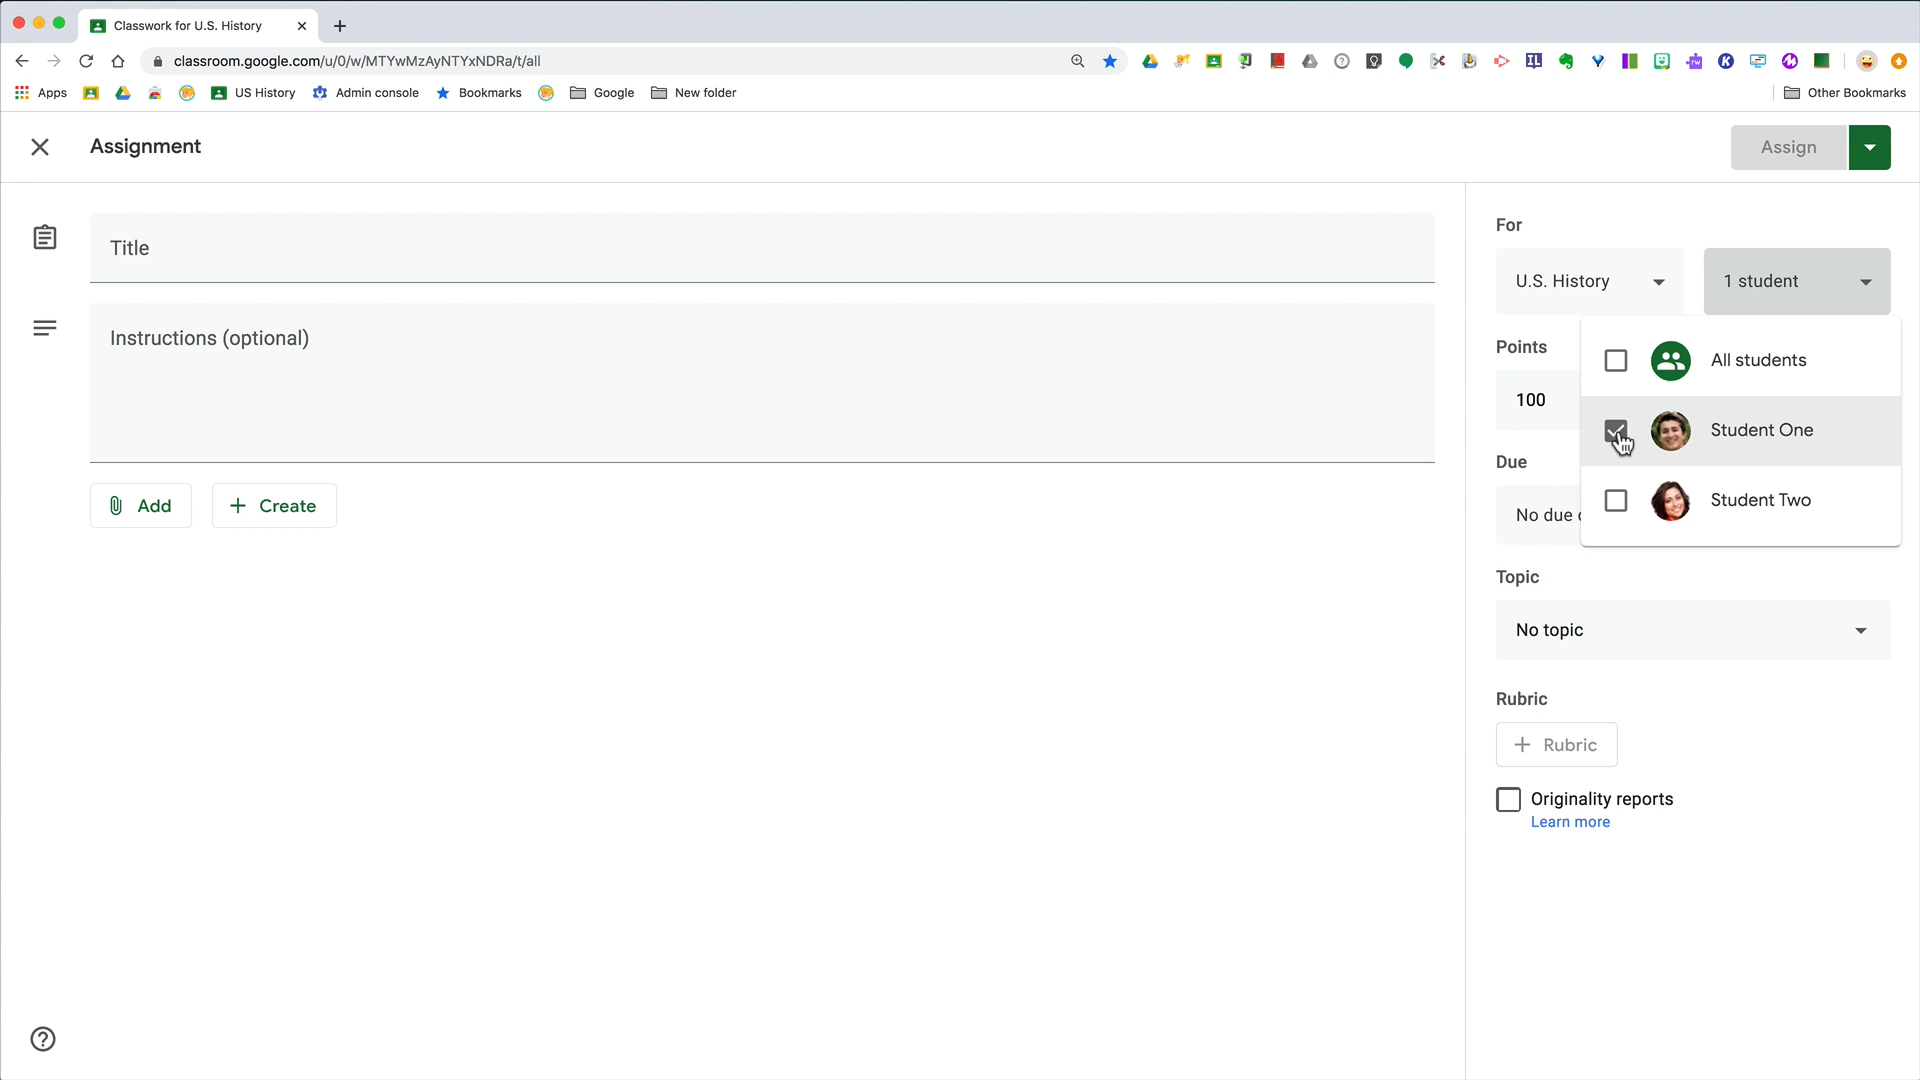 Classwork for U.S. History
classroom.google.com/u/0/w/MTYwMzAyNTYxNDRa/t/all
Apps
US History
Admin console
Bookmarks
Google
New folder
Other Bookmarks
Assignment
Assign
Title
Instructions (optional)
Add
Create
For
U.S. History
1 student
All students
Student One
Student Two
Points
100
Due
No due
Topic
No topic
Rubric
Rubric
Originality reports
Learn more